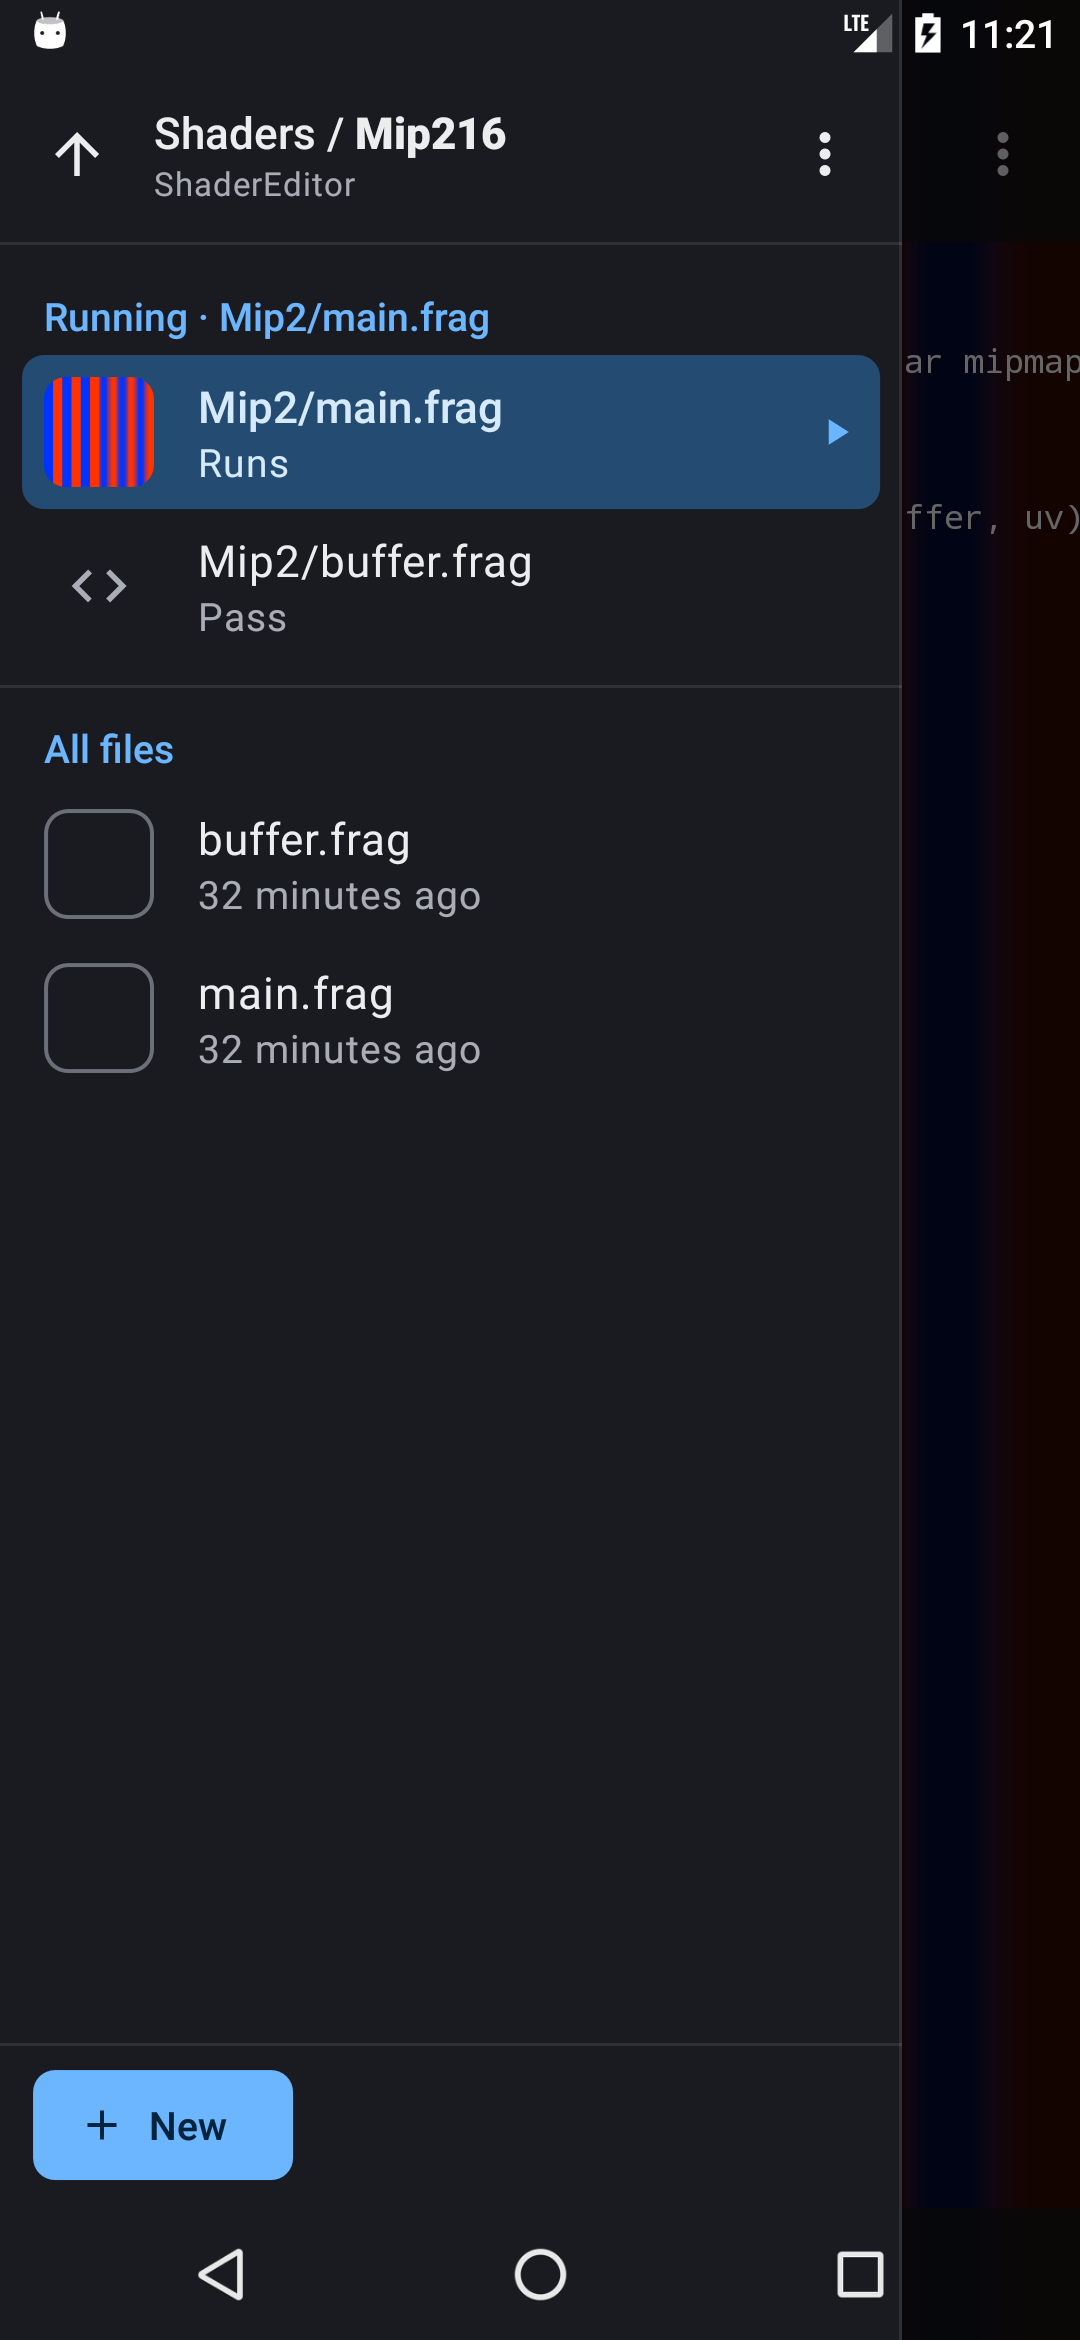 LTE 11:21
Shaders / Mip216
ShaderEditor
Running · Mip2/main.frag
Mip2/main.frag
Runs
Mip2/buffer.frag
Pass
All files
buffer.frag
32 minutes ago
main.frag
32 minutes ago
New
ar mipmap
ffer, uv)